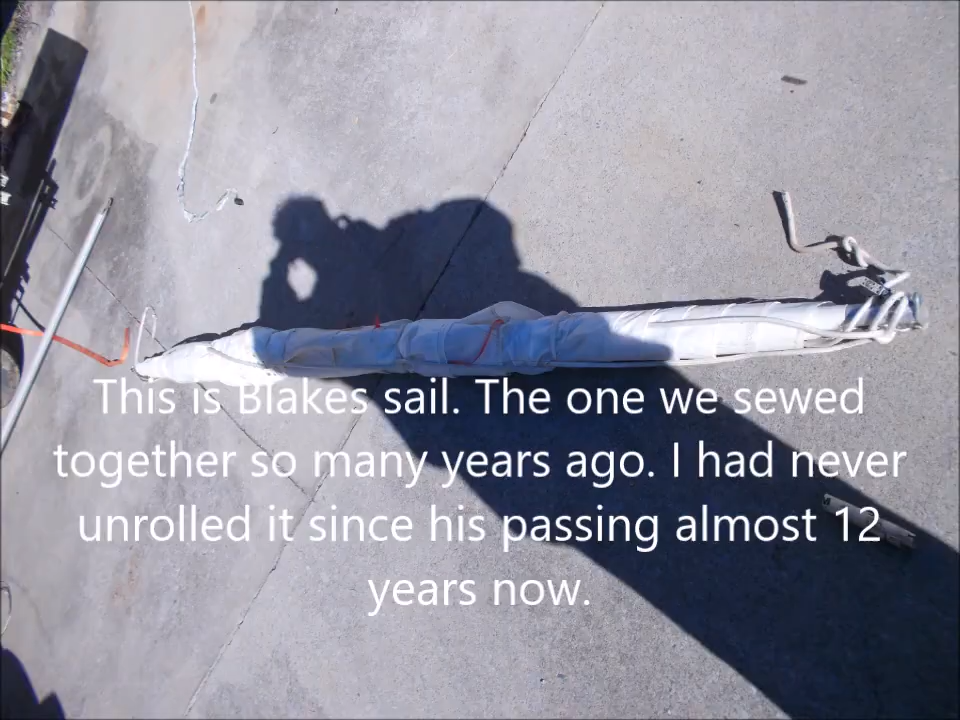 This is Blakes sail. The one we sewed
together so many years ago. I had never
unrolled it since his passing almost 12
years now.